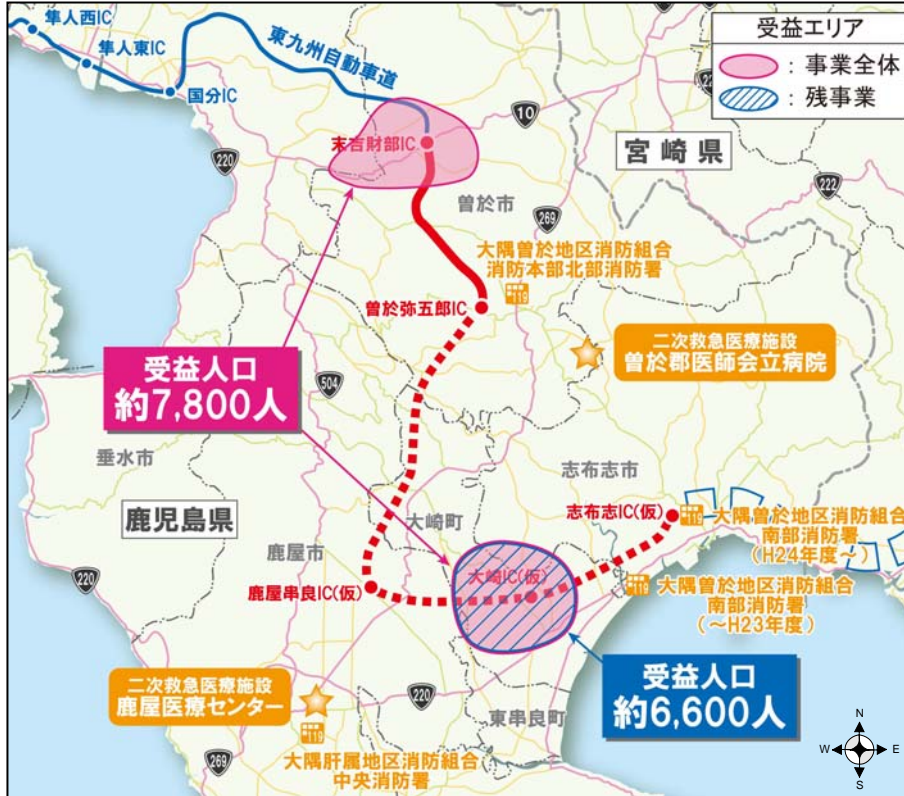 隼人西IC
隼人東IC
国分IC
東九州自動車道
受益エリア
：事業全体
：残事業
10
220
末吉財部IC
宮崎県
222
曽於市
269
大隅曽於地区消防組合
消防本部北部消防署
119
曽於弥五郎IC
二次救急医療施設
曽於郡医師会立病院
受益人口
約7,800人
504
垂水市
鹿児島県
志布志市
志布志IC(仮)
119
大隅曽於地区消防組合
南部消防署
(H24年度～)
大崎町
鹿屋市
220
鹿屋串良IC(仮)
大崎IC(仮)
119
大隅曽於地区消防組合
南部消防署
(～H23年度)
二次救急医療施設
鹿屋医療センター
119
220
受益人口
約6,600人
東串良町
大隅肝属地区消防組合
中央消防署
269
N
W
E
S